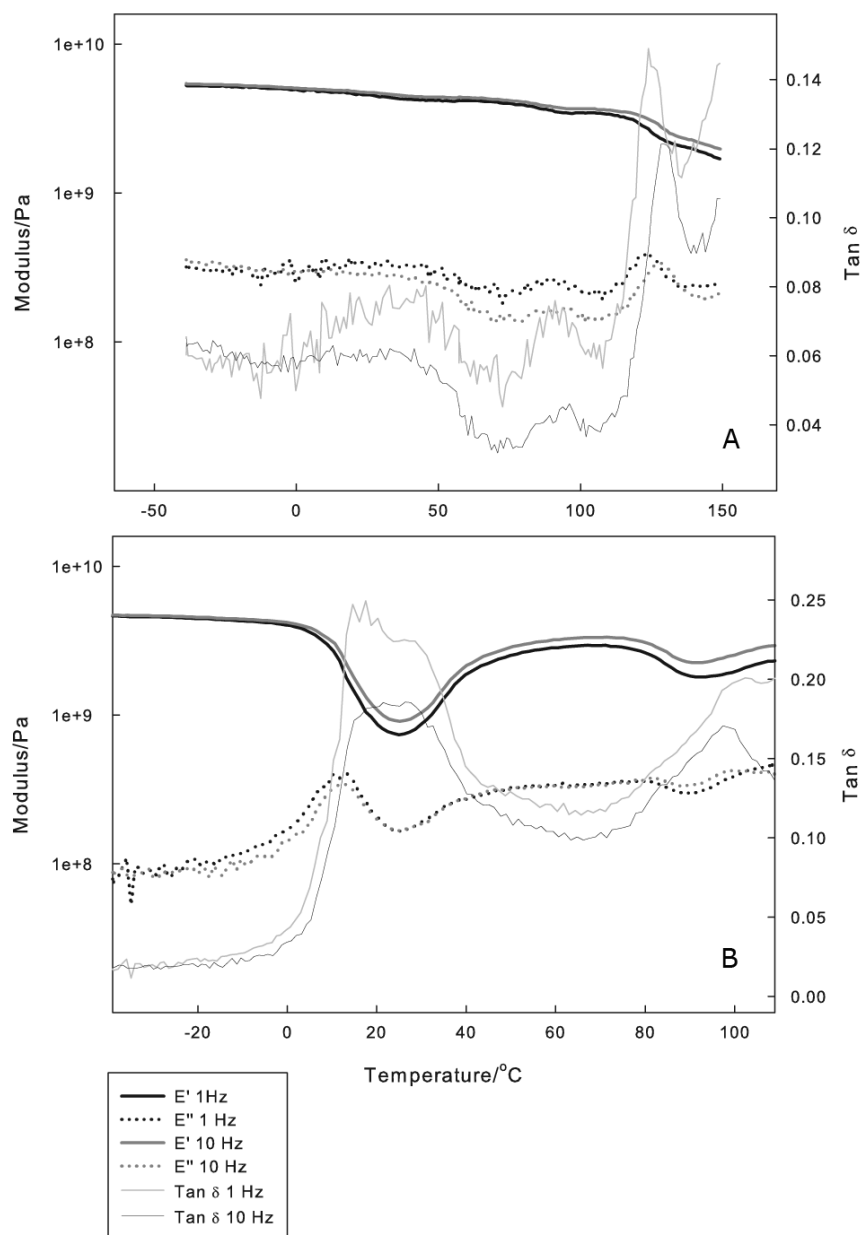 1e+10
1e+9
1e+8
Modulus/Pa
0.14
0.12
0.10
0.08
0.06
0.04
Tan δ
A
-50
0
50
100
150
1e+10
1e+9
1e+8
Modulus/Pa
0.25
0.20
0.15
0.10
0.05
0.00
Tan δ
B
-20
0
20
40
60
80
100
Temperature/°C
E' 1Hz
E" 1 Hz
E' 10 Hz
E" 10 Hz
Tan δ 1 Hz
Tan δ 10 Hz